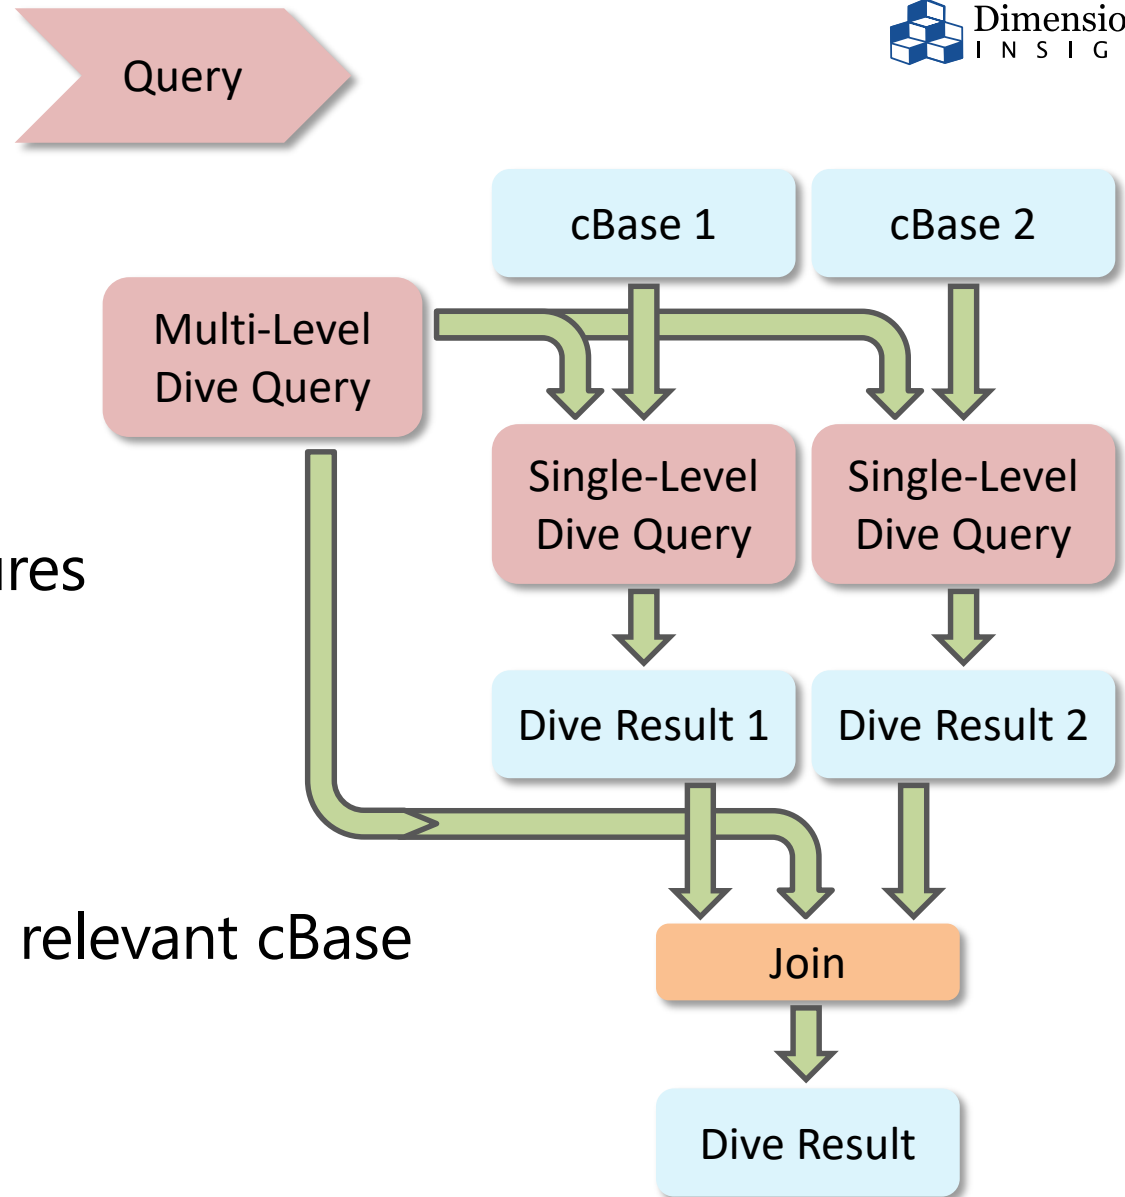 Query
Dimensio
INSIG
cBase 1
cBase 2
Multi-Level
Dive Query
Single-Level
Dive Query
Single-Level
Dive Query
ures
Dive Result 1
Dive Result 2
relevant cBase
Join
Dive Result